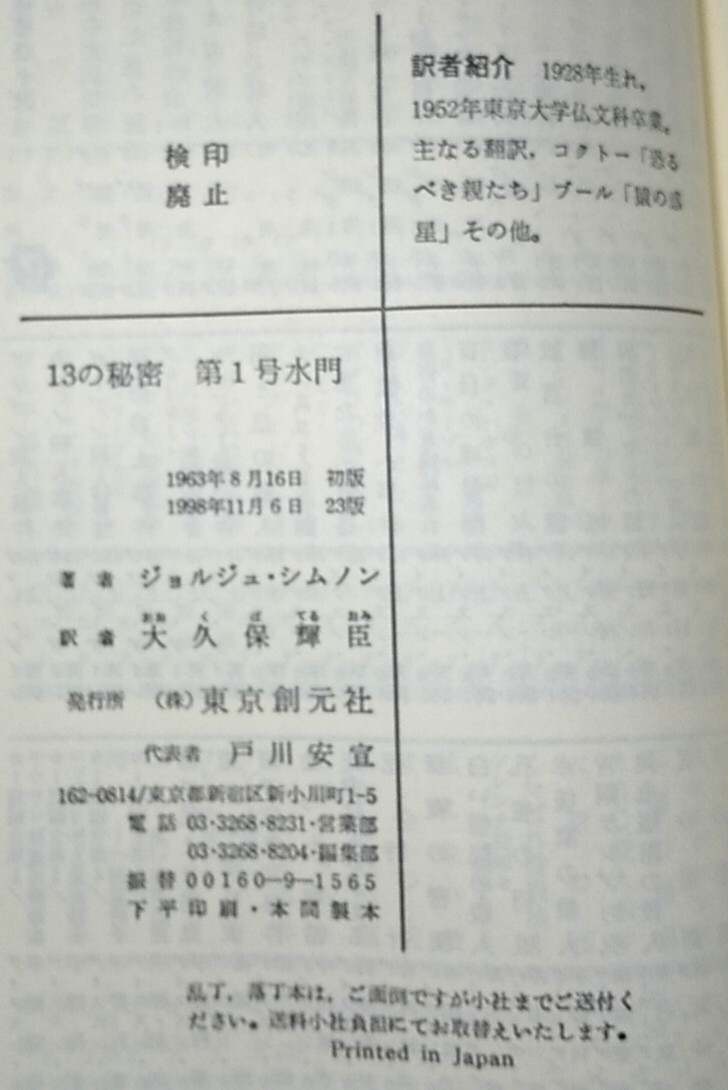 訳者紹介　1928年生れ。
1952年東京大学仏文科卒業。
主なる翻訳，コクトー「恐る
べき親たち」ブール「猿の惑
星」その他。
検印
廃止
13の秘密　第1号水門
1963年8月16日　初版
1998年11月6日　23版
著者　ジョルジュ・シムノン
おお く ぼ てる おみ
訳者　大久保輝臣
発行所　(株)東京創元社
代表者　戸川安宣
162-0814/東京都新宿区新小川町1-5
電話 03・3268・8231・営業部
03・3268・8204・編集部
振替 00160―9―1565
下平印刷・本間製本
乱丁，落丁本は，ご面倒ですが小社までご送付く
ださい。送料小社負担にてお取替えいたします。
Printed in Japan